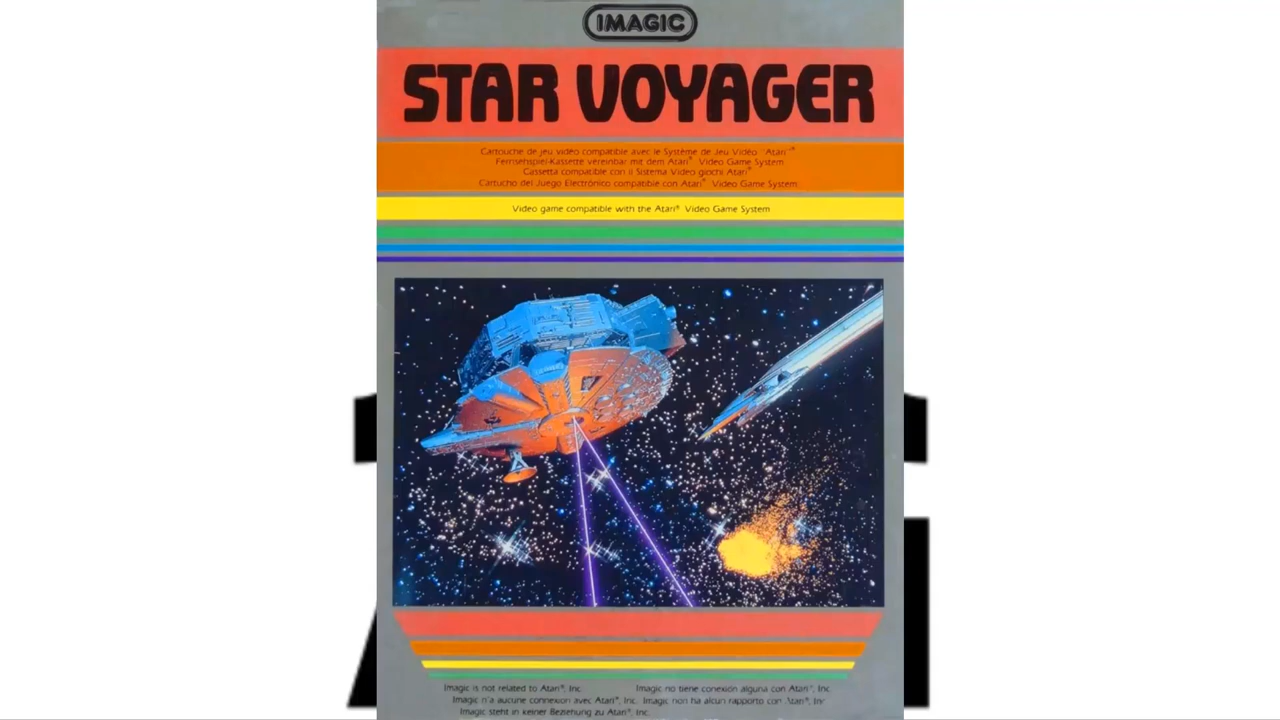 IMAGIC
STAR VOYAGER
Cartouche de jeu vidéo compatible avec le Système de Jeu Vidéo "Atari"®
Fernsehspiel-Kassette vereinbar mit dem Atari® Video Game System
Cassetta compatible con il Sistema Video giochi Atari®
Cartucho del Juego Electrónico compatible con Atari® Video Game System.
Video game compatible with the Atari® Video Game System
Imagic is not related to Atari®, Inc.
Imagic no tiene conexion alguna con Atari®, Inc.
Imagic n'a aucune connexion avec Atari®, Inc.
Imagic non ha alcun rapporto con Atari®, Inc
Imagic steht in keiner Beziehung zu Atari®, Inc.